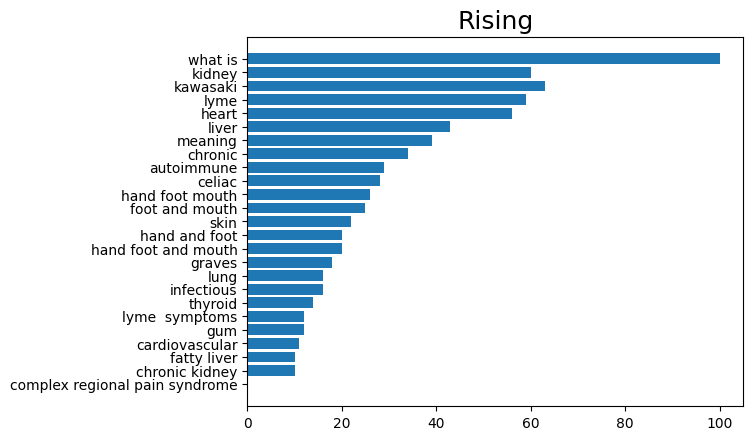 Rising
what is
kidney
kawasaki
lyme
heart
liver
meaning
chronic
autoimmune
celiac
hand foot mouth
foot and mouth
skin
hand and foot
hand foot and mouth
graves
lung
infectious
thyroid
lyme  symptoms
gum
cardiovascular
fatty liver
chronic kidney
complex regional pain syndrome
0 20 40 60 80 100